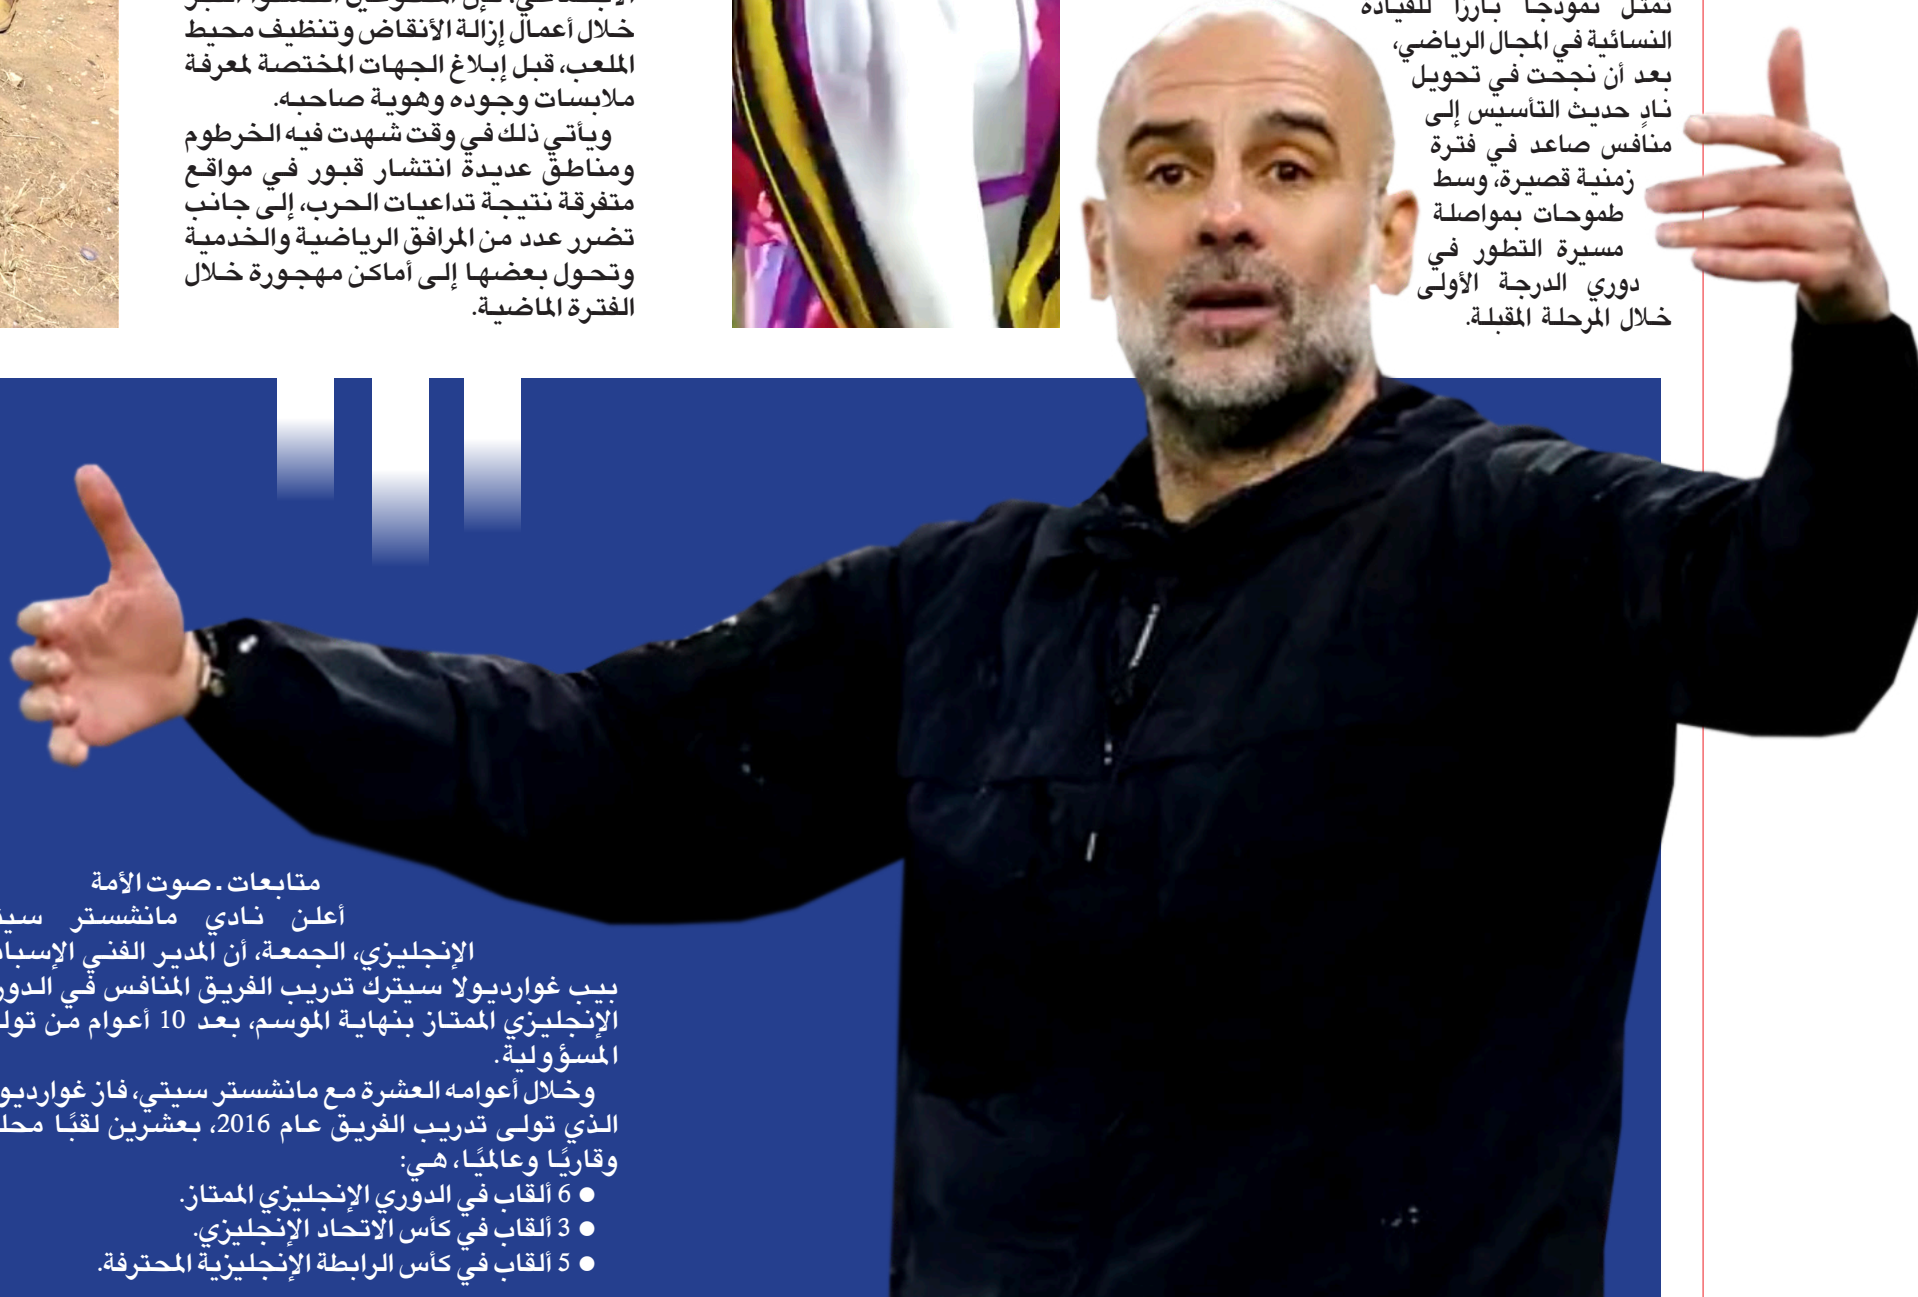 تمثل نموذجًا بارزًا للقيادة
النسائية في المجال الرياضي،
بعد أن نجحت في تحويل
نادٍ حديث التأسيس إلى
منافس صاعد في فترة
زمنية قصيرة، وسط
طموحات بمواصلة
مسيرة التطور في
دوري الدرجة الأولى
خلال المرحلة المقبلة.
خلال أعمال إزالة الأنقاض وتنظيف محيط
الملعب، قبل إبلاغ الجهات المختصة لمعرفة
ملابسات وجوده وهوية صاحبه.
ويأتي ذلك في وقت شهدت فيه الخرطوم
ومناطق عديدة انتشار قبور في مواقع
متفرقة نتيجة تداعيات الحرب، إلى جانب
تضرر عدد من المرافق الرياضية والخدمية
وتحول بعضها إلى أماكن مهجورة خلال
الفترة الماضية.
متابعات ـ صوت الأمة
أعلن نادي مانشستر
الإنجليزي، الجمعة، أن المدير الفني
بيب غوارديولا سيترك تدريب الفريق المنافس في
الإنجليزي الممتاز بنهاية الموسم، بعد 10 أعوام من
المسؤولية.
وخلال أعوامه العشرة مع مانشستر سيتي، فاز
الذي تولى تدريب الفريق عام 2016، بعشرين لقبًا
وقاريًا وعالميًا، هي:
● 6 ألقاب في الدوري الإنجليزي الممتاز.
● 3 ألقاب في كأس الاتحاد الإنجليزي.
● 5 ألقاب في كأس الرابطة الإنجليزية المحترفة.